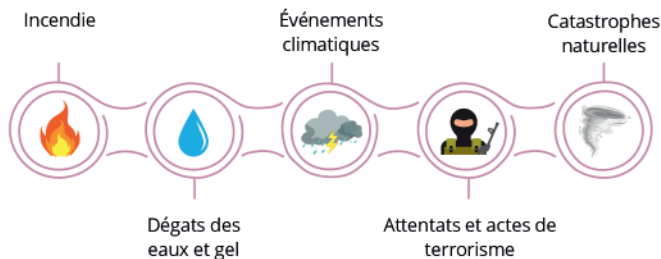 Incendie
Événements
climatiques
Catastrophes
naturelles
Dégats des
eaux et gel
Attentats et actes de
terrorisme